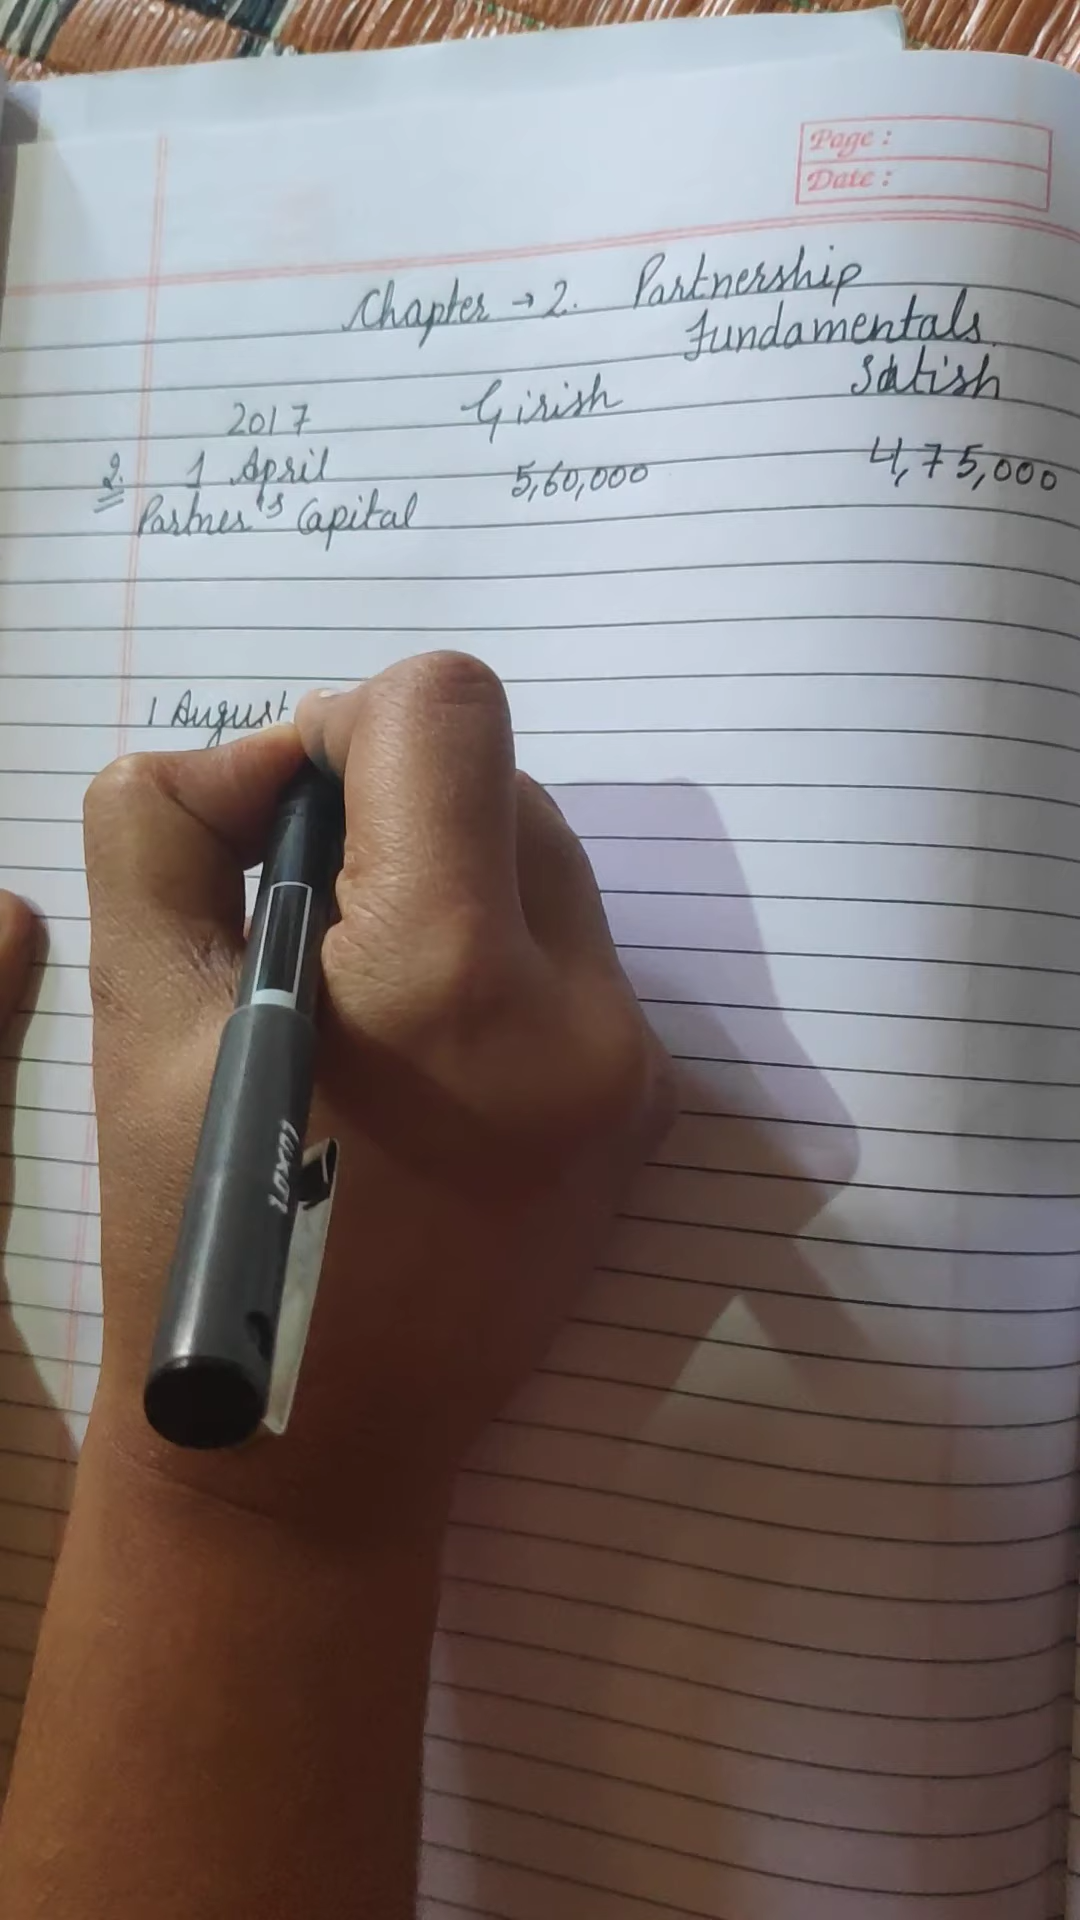 Page :
Date :
Chapter → 2. Partnership
Fundamentals.
2017 Girish Satish
2. 1 April 5,60,000 4,75,000
Partner's Capital
1 August
LUXOR